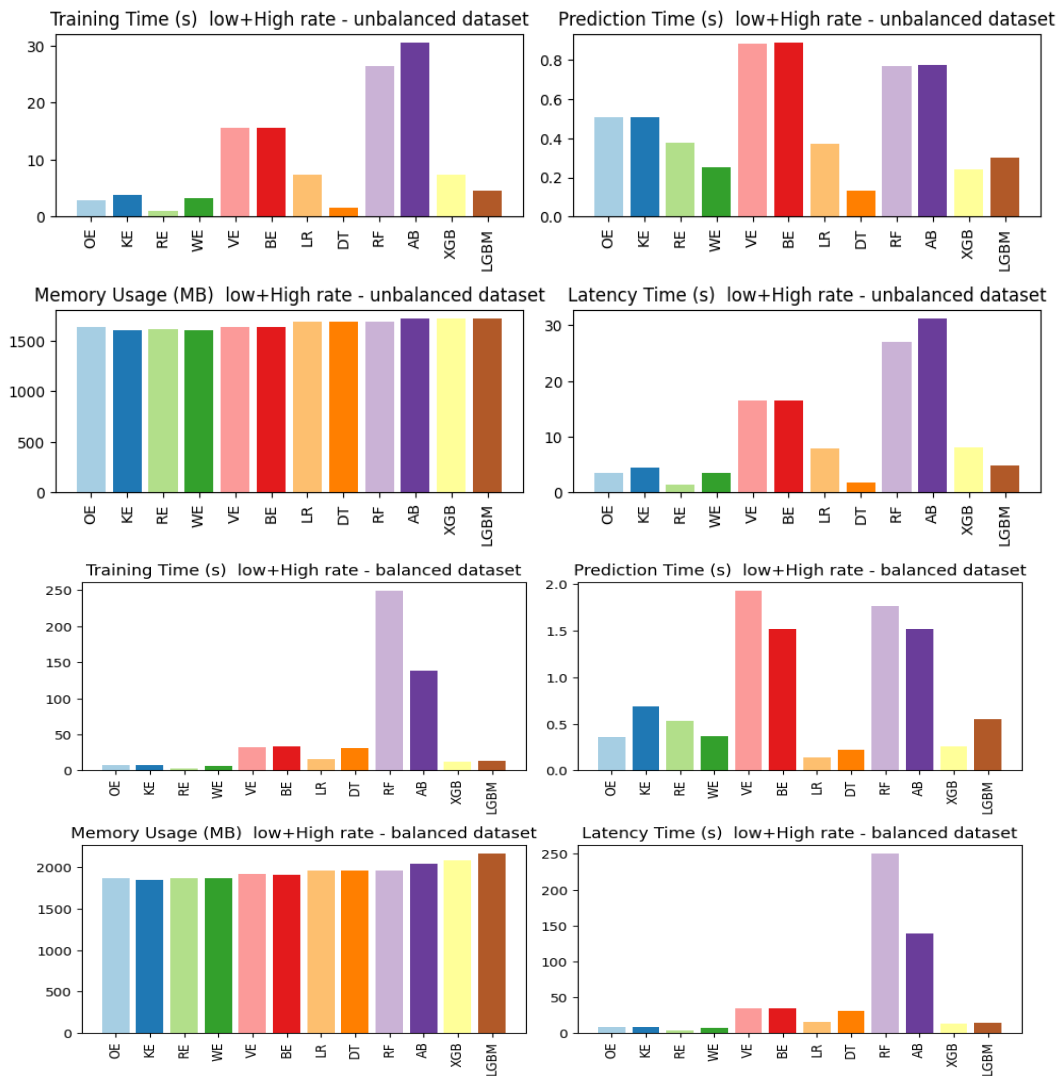 Training Time (s)  low+High rate - unbalanced dataset
30
20
10
0
OE KE RE WE VE BE LR DT RF AB XGB LGBM
Prediction Time (s)  low+High rate - unbalanced dataset
0.8
0.6
0.4
0.2
0.0
OE KE RE WE VE BE LR DT RF AB XGB LGBM
Memory Usage (MB)  low+High rate - unbalanced dataset
1500
1000
500
0
OE KE RE WE VE BE LR DT RF AB XGB LGBM
Latency Time (s)  low+High rate - unbalanced dataset
30
20
10
0
OE KE RE WE VE BE LR DT RF AB XGB LGBM
Training Time (s)  low+High rate - balanced dataset
250
200
150
100
50
0
OE KE RE WE VE BE LR DT RF AB XGB LGBM
Prediction Time (s)  low+High rate - balanced dataset
2.0
1.5
1.0
0.5
0.0
OE KE RE WE VE BE LR DT RF AB XGB LGBM
Memory Usage (MB)  low+High rate - balanced dataset
2000
1500
1000
500
0
OE KE RE WE VE BE LR DT RF AB XGB LGBM
Latency Time (s)  low+High rate - balanced dataset
250
200
150
100
50
0
OE KE RE WE VE BE LR DT RF AB XGB LGBM